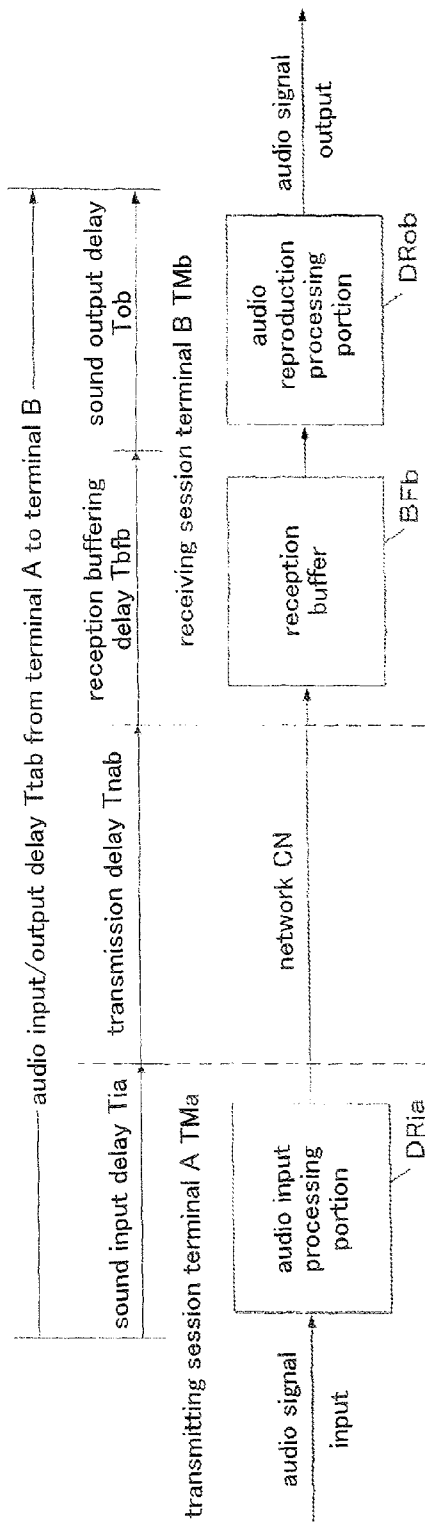 audio input/output delay Ttab from terminal A to terminal B
sound input delay Tia
transmission delay Tnab
reception buffering
delay Tbfb
sound output delay
Tob
transmitting session terminal A TMa
receiving session terminal B TMb
audio signal
input
audio input
processing
portion
DRia
network CN
reception
buffer
BFb
audio
reproduction
processing
portion
DRob
audio signal
output